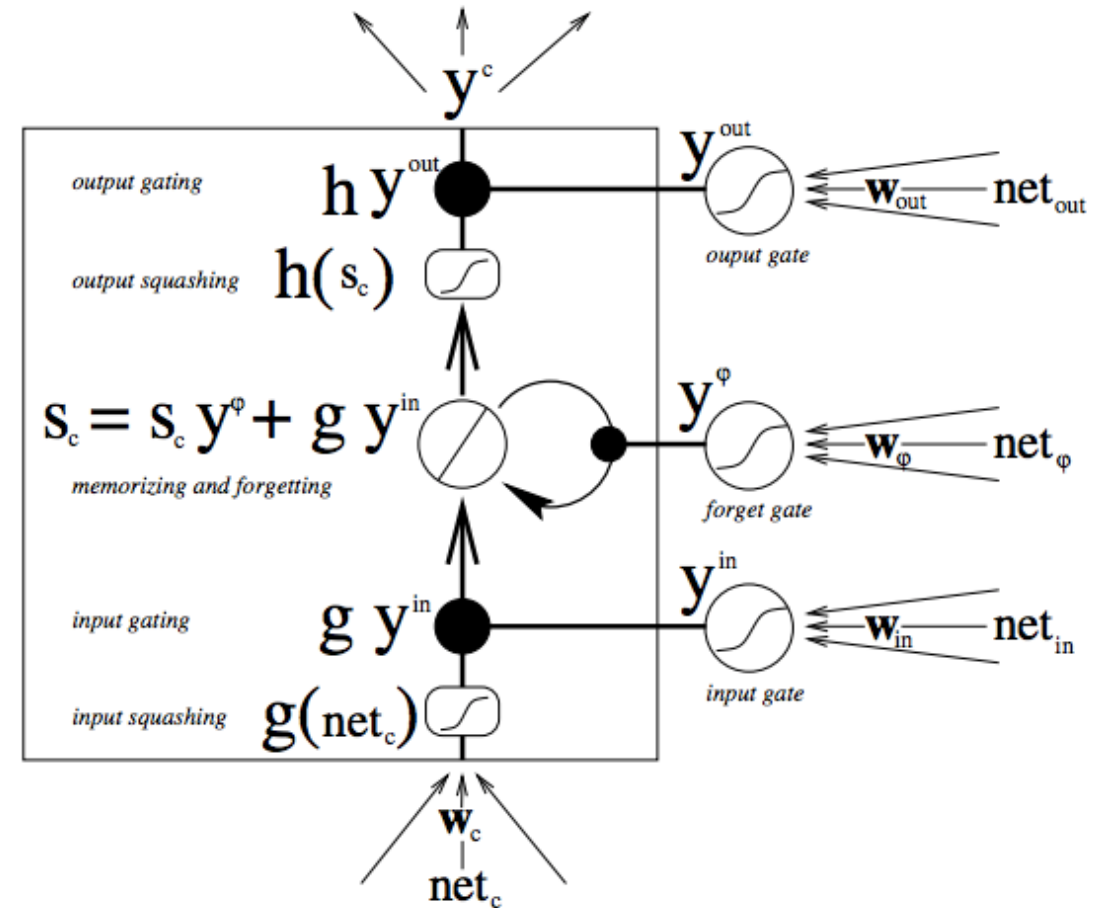 y^c
y^out
output gating
h y^out
w_out
net_out
ouput gate
output squashing
h(s_c)
y^φ
s_c = s_c y^φ + g y^in
w_φ
net_φ
memorizing and forgetting
forget gate
y^in
input gating
g y^in
w_in
net_in
input gate
input squashing
g(net_c)
w_c
net_c